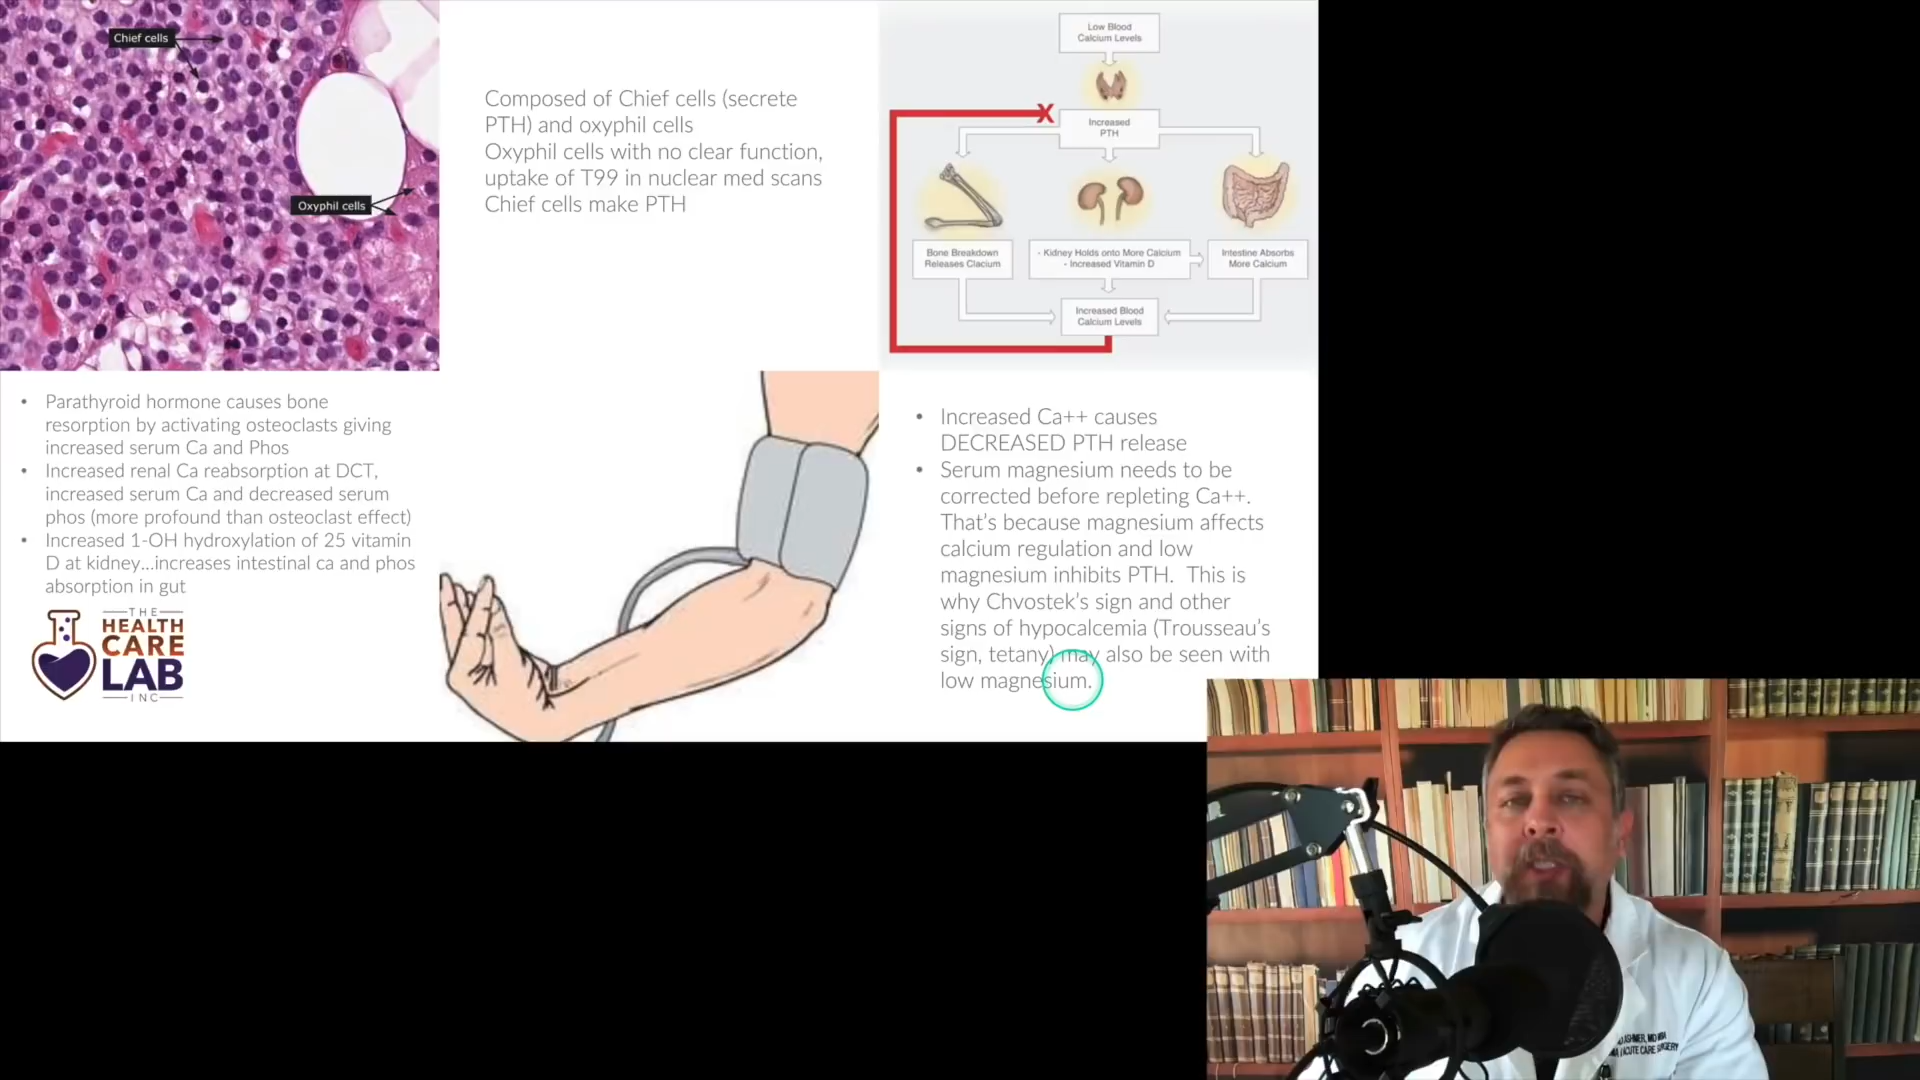 Chief cells
Oxyphil cells
Composed of Chief cells (secrete
PTH) and oxyphil cells
Oxyphil cells with no clear function,
uptake of T99 in nuclear med scans
Chief cells make PTH
Low Blood
Calcium Levels
X
Increased
PTH
Bone Breakdown
Releases Clacium
- Kidney Holds onto More Calcium
- Increased Vitamin D
Intestine Absorbs
More Calcium
Increased Blood
Calcium Levels
• Parathyroid hormone causes bone
resorption by activating osteoclasts giving
increased serum Ca and Phos
• Increased renal Ca reabsorption at DCT,
increased serum Ca and decreased serum
phos (more profound than osteoclast effect)
• Increased 1-OH hydroxylation of 25 vitamin
D at kidney...increases intestinal ca and phos
absorption in gut
THE
HEALTH
CARE
LAB
INC
• Increased Ca++ causes
DECREASED PTH release
• Serum magnesium needs to be
corrected before repleting Ca++.
That's because magnesium affects
calcium regulation and low
magnesium inhibits PTH. This is
why Chvostek's sign and other
signs of hypocalcemia (Trousseau's
sign, tetany) may also be seen with
low magnesium.
ACUTE CARE SURGERY